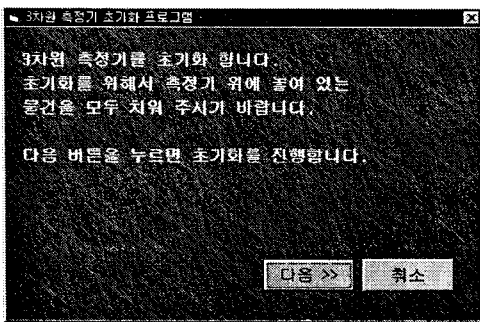 3차원 측정기 초기화 프로그램
3차원 측정기를 초기화 합니다.
초기화를 위해서 측정기 위에 놓여 있는
물건을 모두 치워 주시기 바랍니다.
다음 버튼을 누르면 초기화를 진행합니다.
다음 >>
취소